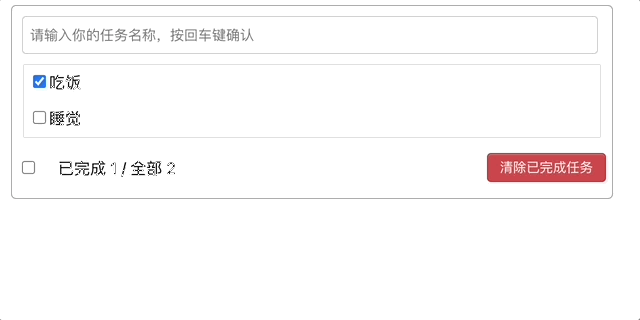 请输入你的任务名称，按回车键确认
吃饭
睡觉
已完成 1 / 全部 2
清除已完成任务